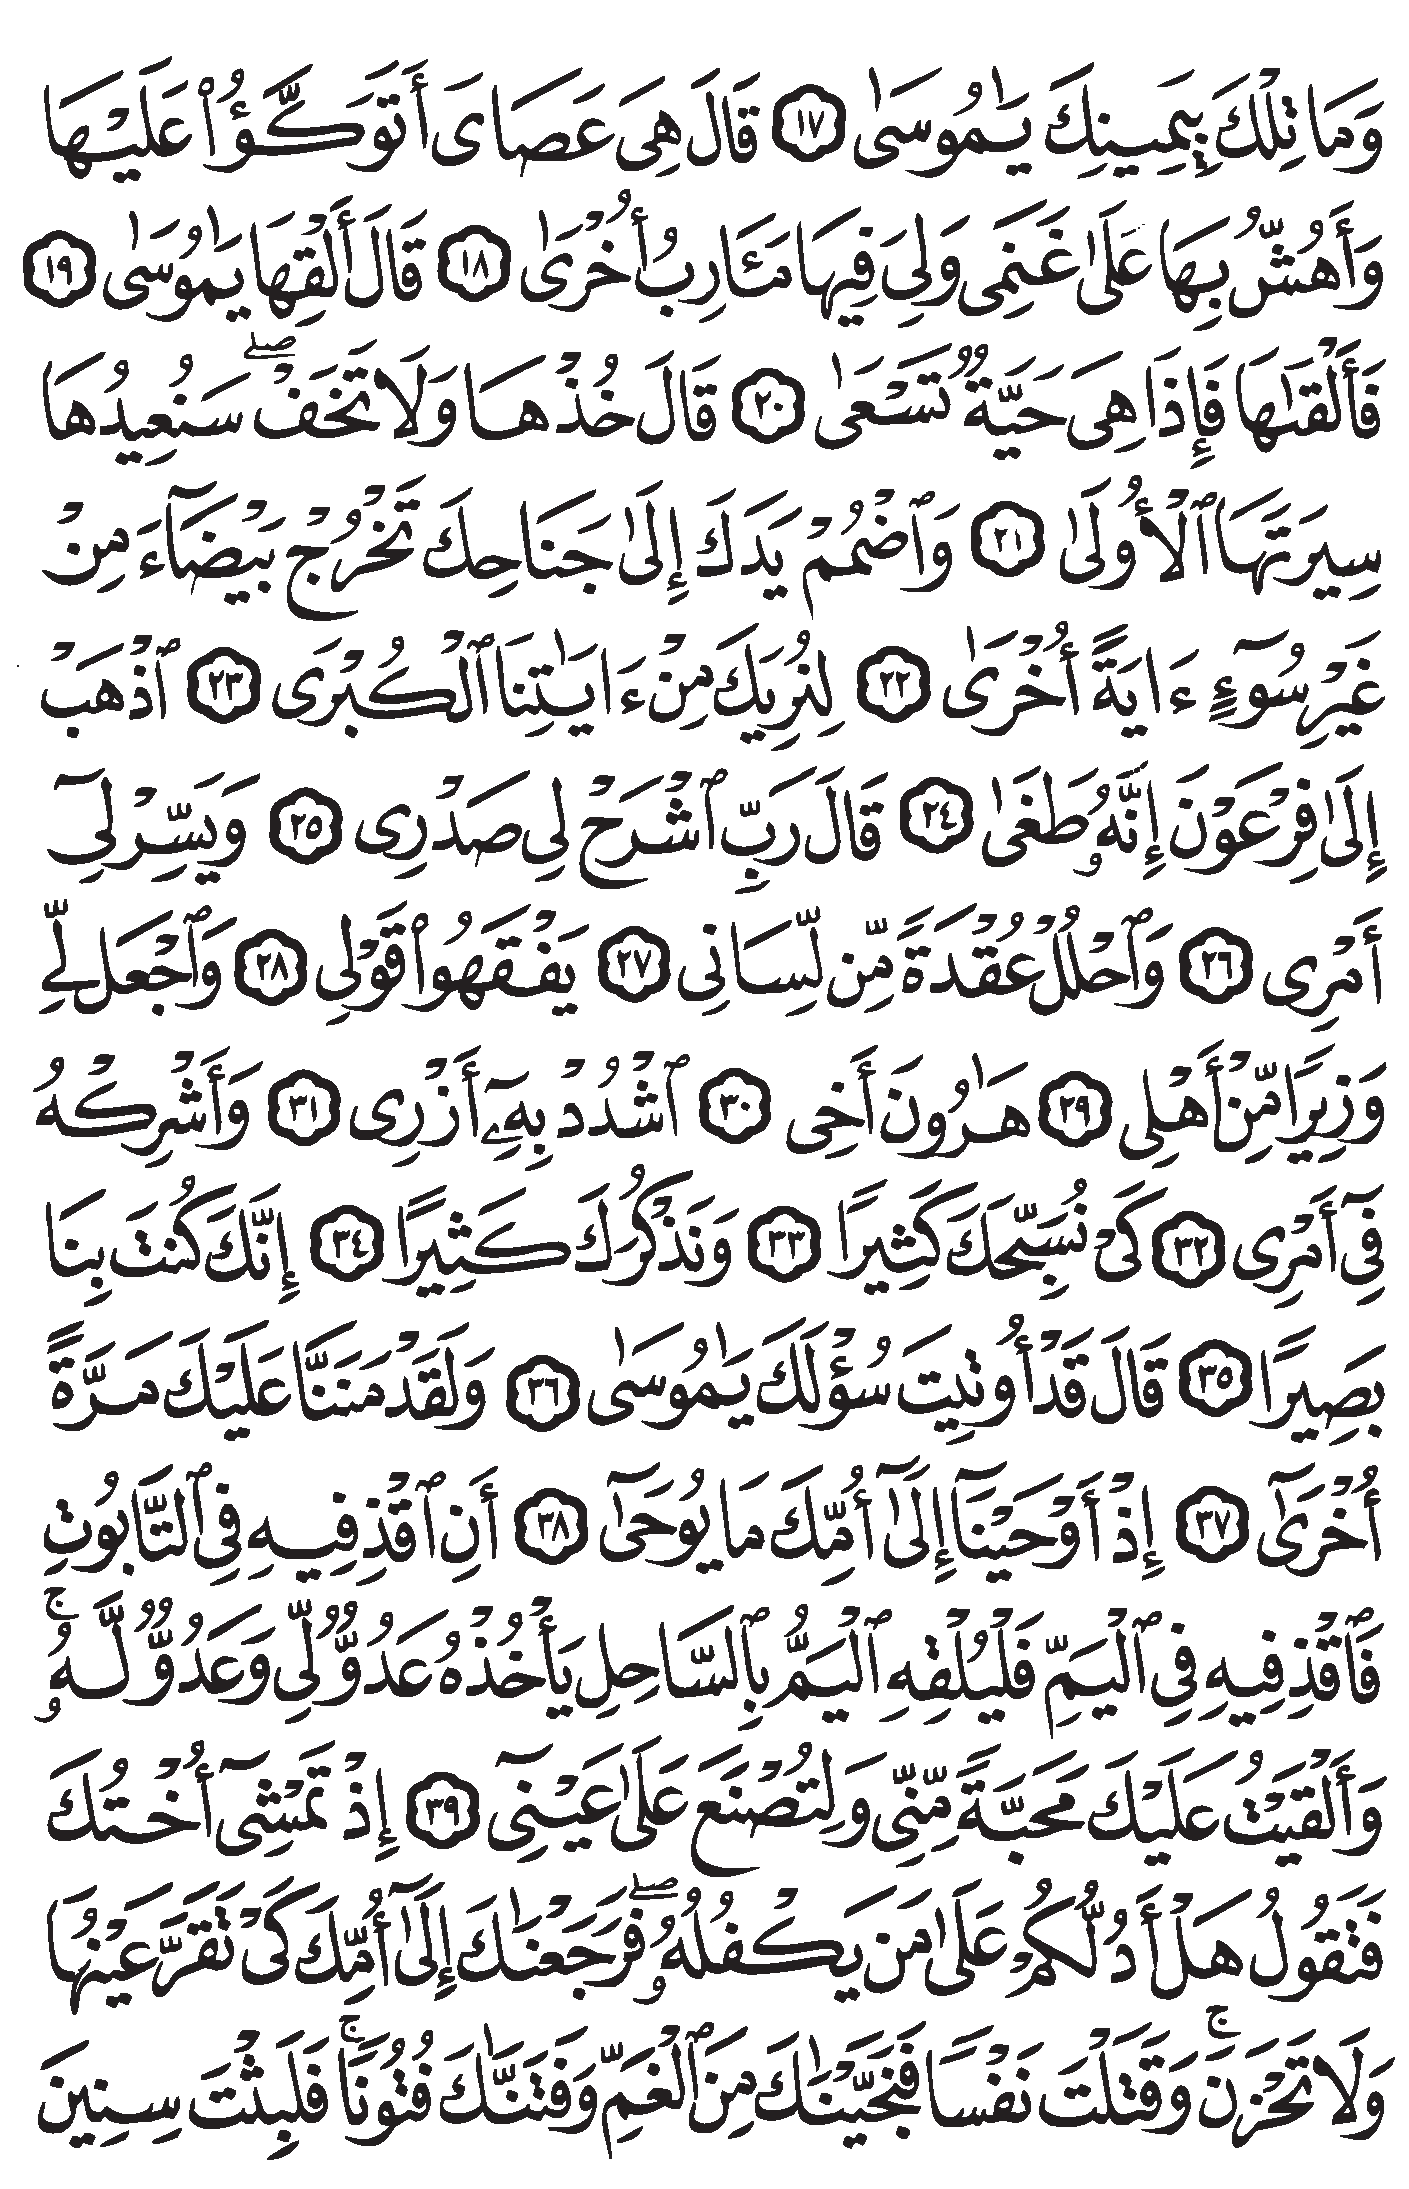 وَمَا تِلْكَ بِيَمِينِكَ يَٰمُوسَىٰ ١٧ قَالَ هِيَ عَصَايَ أَتَوَكَّؤُا۟ عَلَيْهَا
وَأَهُشُّ بِهَا عَلَىٰ غَنَمِي وَلِيَ فِيهَا مَـَٔارِبُ أُخْرَىٰ ١٨ قَالَ أَلْقِهَا يَٰمُوسَىٰ ١٩
فَأَلْقَىٰهَا فَإِذَا هِيَ حَيَّةٌ تَسْعَىٰ ٢٠ قَالَ خُذْهَا وَلَا تَخَفْ ۖ سَنُعِيدُهَا
سِيرَتَهَا ٱلْأُولَىٰ ٢١ وَٱضْمُمْ يَدَكَ إِلَىٰ جَنَاحِكَ تَخْرُجْ بَيْضَآءَ مِنْ
غَيْرِ سُوٓءٍ ءَايَةً أُخْرَىٰ ٢٢ لِنُرِيَكَ مِنْ ءَايَٰتِنَا ٱلْكُبْرَى ٢٣ ٱذْهَبْ
إِلَىٰ فِرْعَوْنَ إِنَّهُۥ طَغَىٰ ٢٤ قَالَ رَبِّ ٱشْرَحْ لِي صَدْرِي ٢٥ وَيَسِّرْ لِيٓ
أَمْرِي ٢٦ وَٱحْلُلْ عُقْدَةً مِّن لِّسَانِي ٢٧ يَفْقَهُوا۟ قَوْلِي ٢٨ وَٱجْعَل لِّي
وَزِيرًا مِّنْ أَهْلِي ٢٩ هَٰرُونَ أَخِي ٣٠ ٱشْدُدْ بِهِۦٓ أَزْرِي ٣١ وَأَشْرِكْهُ
فِيٓ أَمْرِي ٣٢ كَيْ نُسَبِّحَكَ كَثِيرًا ٣٣ وَنَذْكُرَكَ كَثِيرًا ٣٤ إِنَّكَ كُنتَ بِنَا
بَصِيرًا ٣٥ قَالَ قَدْ أُوتِيتَ سُؤْلَكَ يَٰمُوسَىٰ ٣٦ وَلَقَدْ مَنَنَّا عَلَيْكَ مَرَّةً
أُخْرَىٰٓ ٣٧ إِذْ أَوْحَيْنَآ إِلَىٰٓ أُمِّكَ مَا يُوحَىٰٓ ٣٨ أَنِ ٱقْذِفِيهِ فِي ٱلتَّابُوتِ
فَٱقْذِفِيهِ فِي ٱلْيَمِّ فَلْيُلْقِهِ ٱلْيَمُّ بِٱلسَّاحِلِ يَأْخُذْهُ عَدُوٌّ لِّي وَعَدُوٌّ لَّهُۥ ۚ
وَأَلْقَيْتُ عَلَيْكَ مَحَبَّةً مِّنِّي وَلِتُصْنَعَ عَلَىٰ عَيْنِيٓ ٣٩ إِذْ تَمْشِيٓ أُخْتُكَ
فَتَقُولُ هَلْ أَدُلُّكُمْ عَلَىٰ مَن يَكْفُلُهُۥ ۖ فَرَجَعْنَٰكَ إِلَىٰٓ أُمِّكَ كَيْ تَقَرَّ عَيْنُهَا
وَلَا تَحْزَنَ ۚ وَقَتَلْتَ نَفْسًا فَنَجَّيْنَٰكَ مِنَ ٱلْغَمِّ وَفَتَنَّٰكَ فُتُونًا ۚ فَلَبِثْتَ سِنِينَ